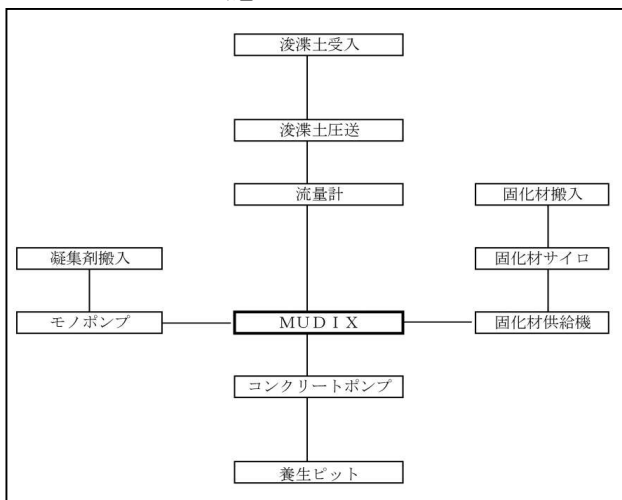 浚渫土受入
浚渫土圧送
流量計
固化材搬入
凝集剤搬入
固化材サイロ
モノポンプ
ＭＵＤＩＸ
固化材供給機
コンクリートポンプ
養生ピット